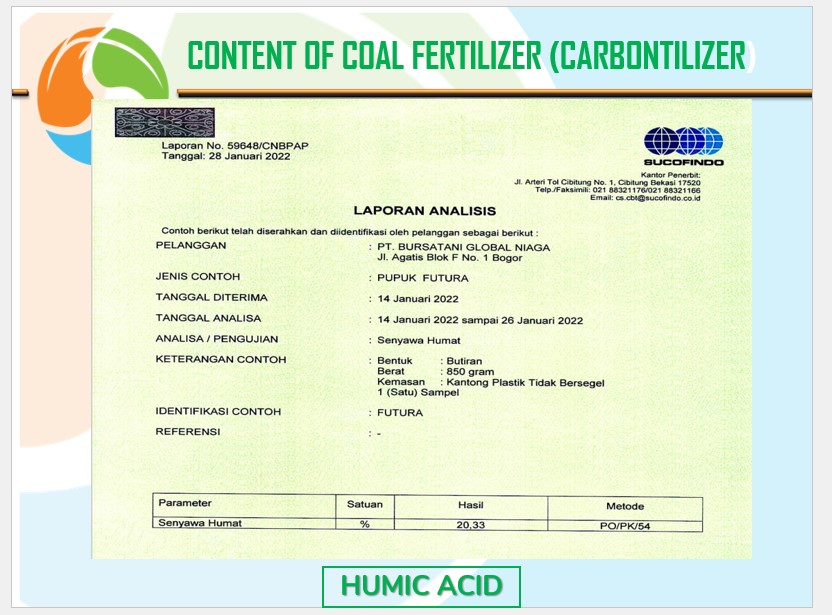 CONTENT OF COAL FERTILIZER (CARBONTILIZER)
Laporan No. 59648/CNBPAP
Tanggal: 28 Januari 2022
SUCOFINDO
Kantor Penerbit:
Jl. Arteri Tol Cibitung No. 1, Cibitung Bekasi 17520
Telp./Faksimili: 021 88321176/021 88321166
Email: cs.cbt@sucofindo.co.id
LAPORAN ANALISIS
Contoh berikut telah diserahkan dan diidentifikasi oleh pelanggan sebagai berikut :
PELANGGAN : PT. BURSATANI GLOBAL NIAGA
Jl. Agatis Blok F No. 1 Bogor
JENIS CONTOH : PUPUK FUTURA
TANGGAL DITERIMA : 14 Januari 2022
TANGGAL ANALISA : 14 Januari 2022 sampai 26 Januari 2022
ANALISA / PENGUJIAN : Senyawa Humat
KETERANGAN CONTOH : Bentuk : Butiran
Berat : 850 gram
Kemasan : Kantong Plastik Tidak Bersegel
1 (Satu) Sampel
IDENTIFIKASI CONTOH : FUTURA
REFERENSI : -
Parameter Satuan Hasil Metode
Senyawa Humat % 20,33 PO/PK/54
HUMIC ACID